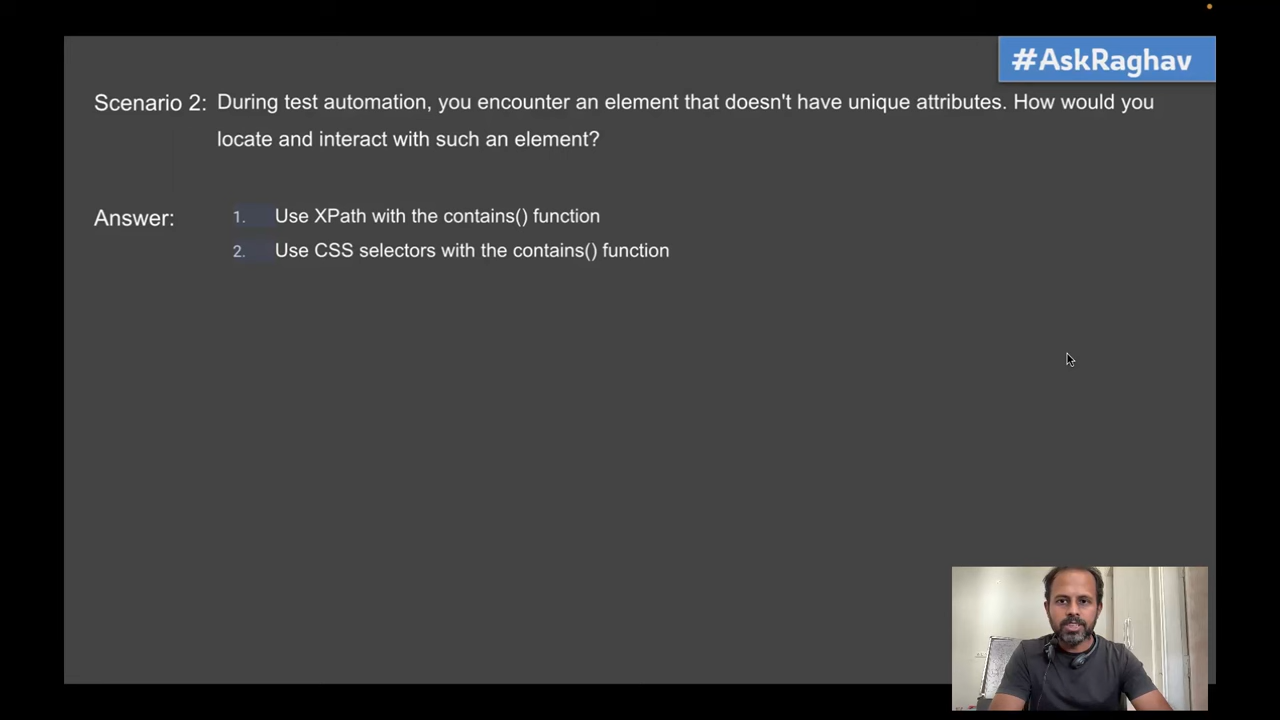 #AskRaghav
Scenario 2: During test automation, you encounter an element that doesn't have unique attributes. How would you
locate and interact with such an element?
Answer: 1. Use XPath with the contains() function
2. Use CSS selectors with the contains() function